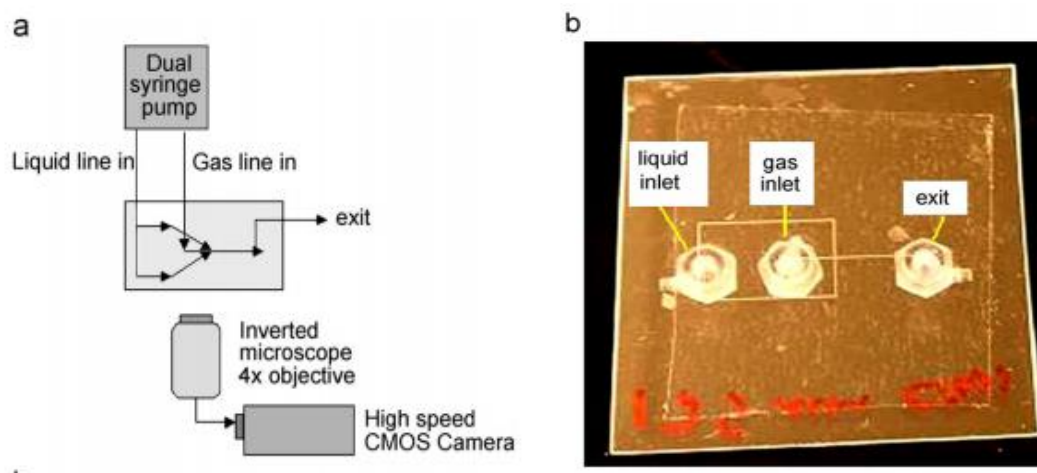 a
Dual
syringe
pump
Liquid line in
Gas line in
exit
Inverted
microscope
4x objective
High speed
CMOS Camera
b
liquid
inlet
gas
inlet
exit